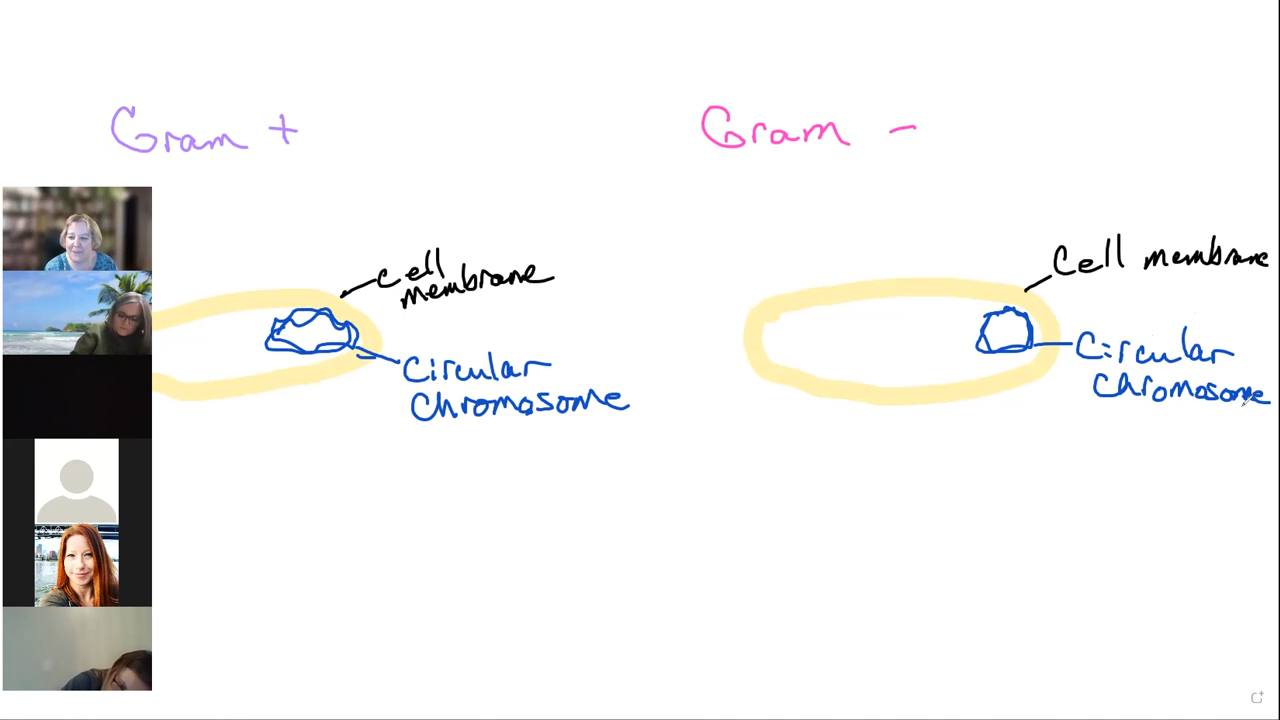 Gram +
Gram -
cell
membrane
Circular
Chromosome
Cell membrane
Circular
Chromosome